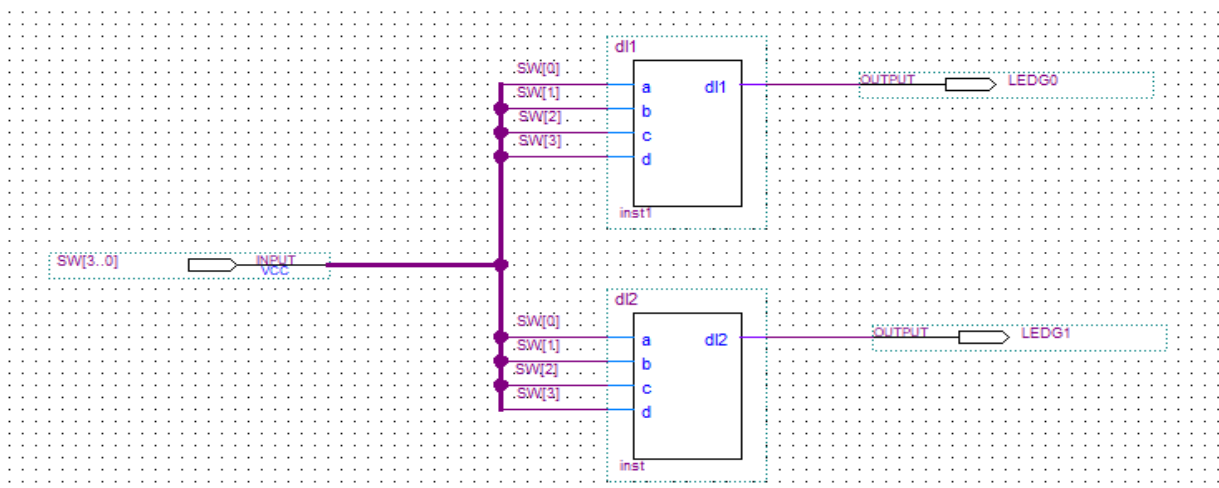 dl1
SW[0]
a dl1 OUTPUT LEDG0
SW[1]
b
SW[2]
c
SW[3]
d
inst1
SW[3..0] INPUT
VCC
dl2
SW[0]
a dl2 OUTPUT LEDG1
SW[1]
b
SW[2]
c
SW[3]
d
inst